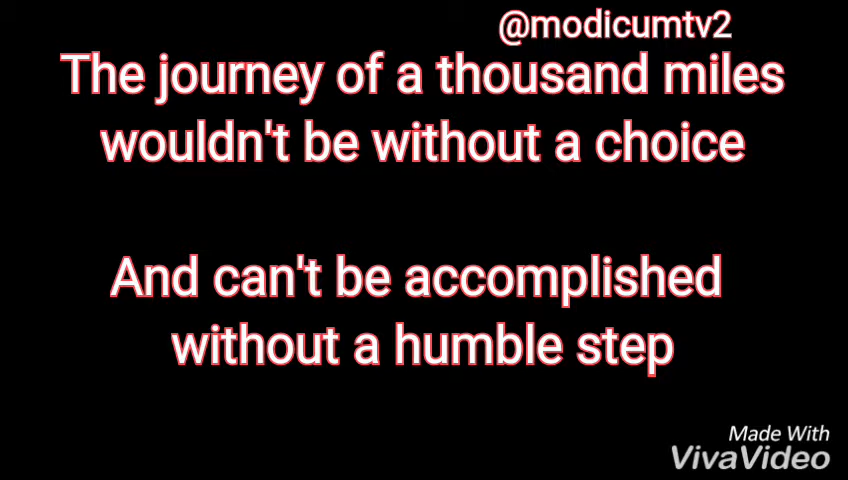 @modicumtv2
The journey of a thousand miles
wouldn't be without a choice
And can't be accomplished
without a humble step
Made With
VivaVideo